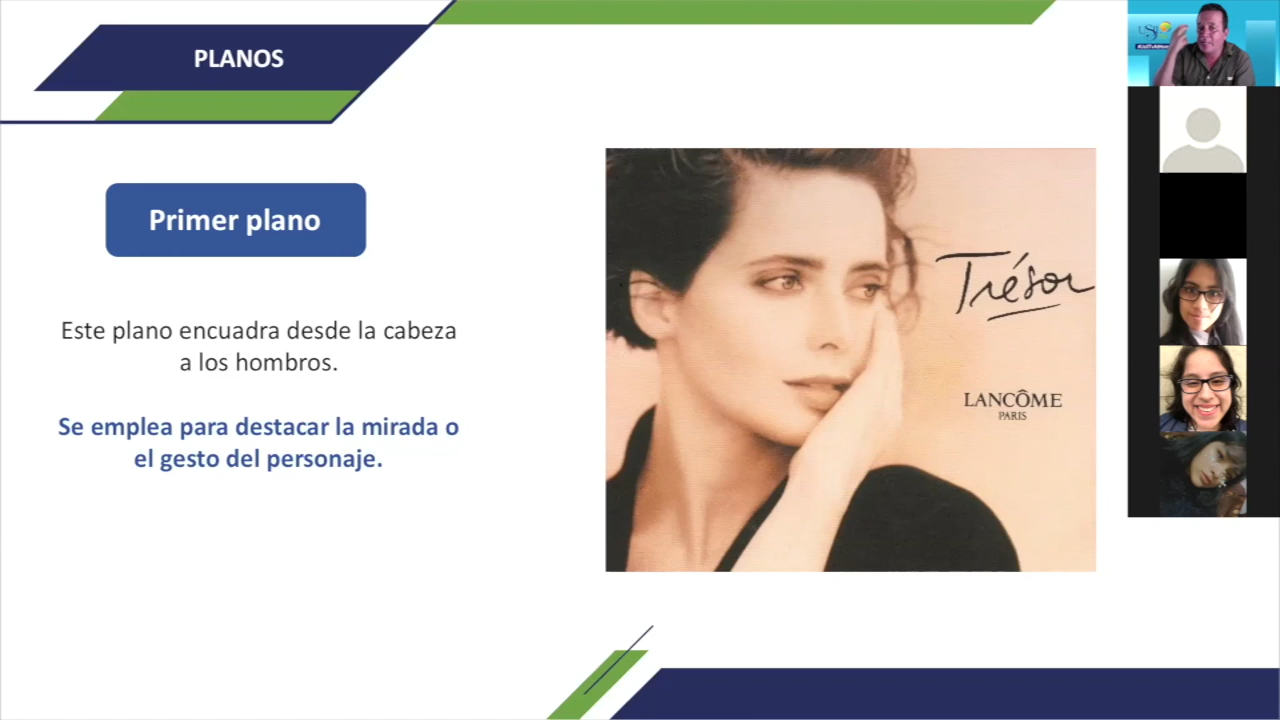 PLANOS
Primer plano
Este plano encuadra desde la cabeza
a los hombros.
Se emplea para destacar la mirada o
el gesto del personaje.
Trésor
LANCÔME
PARIS